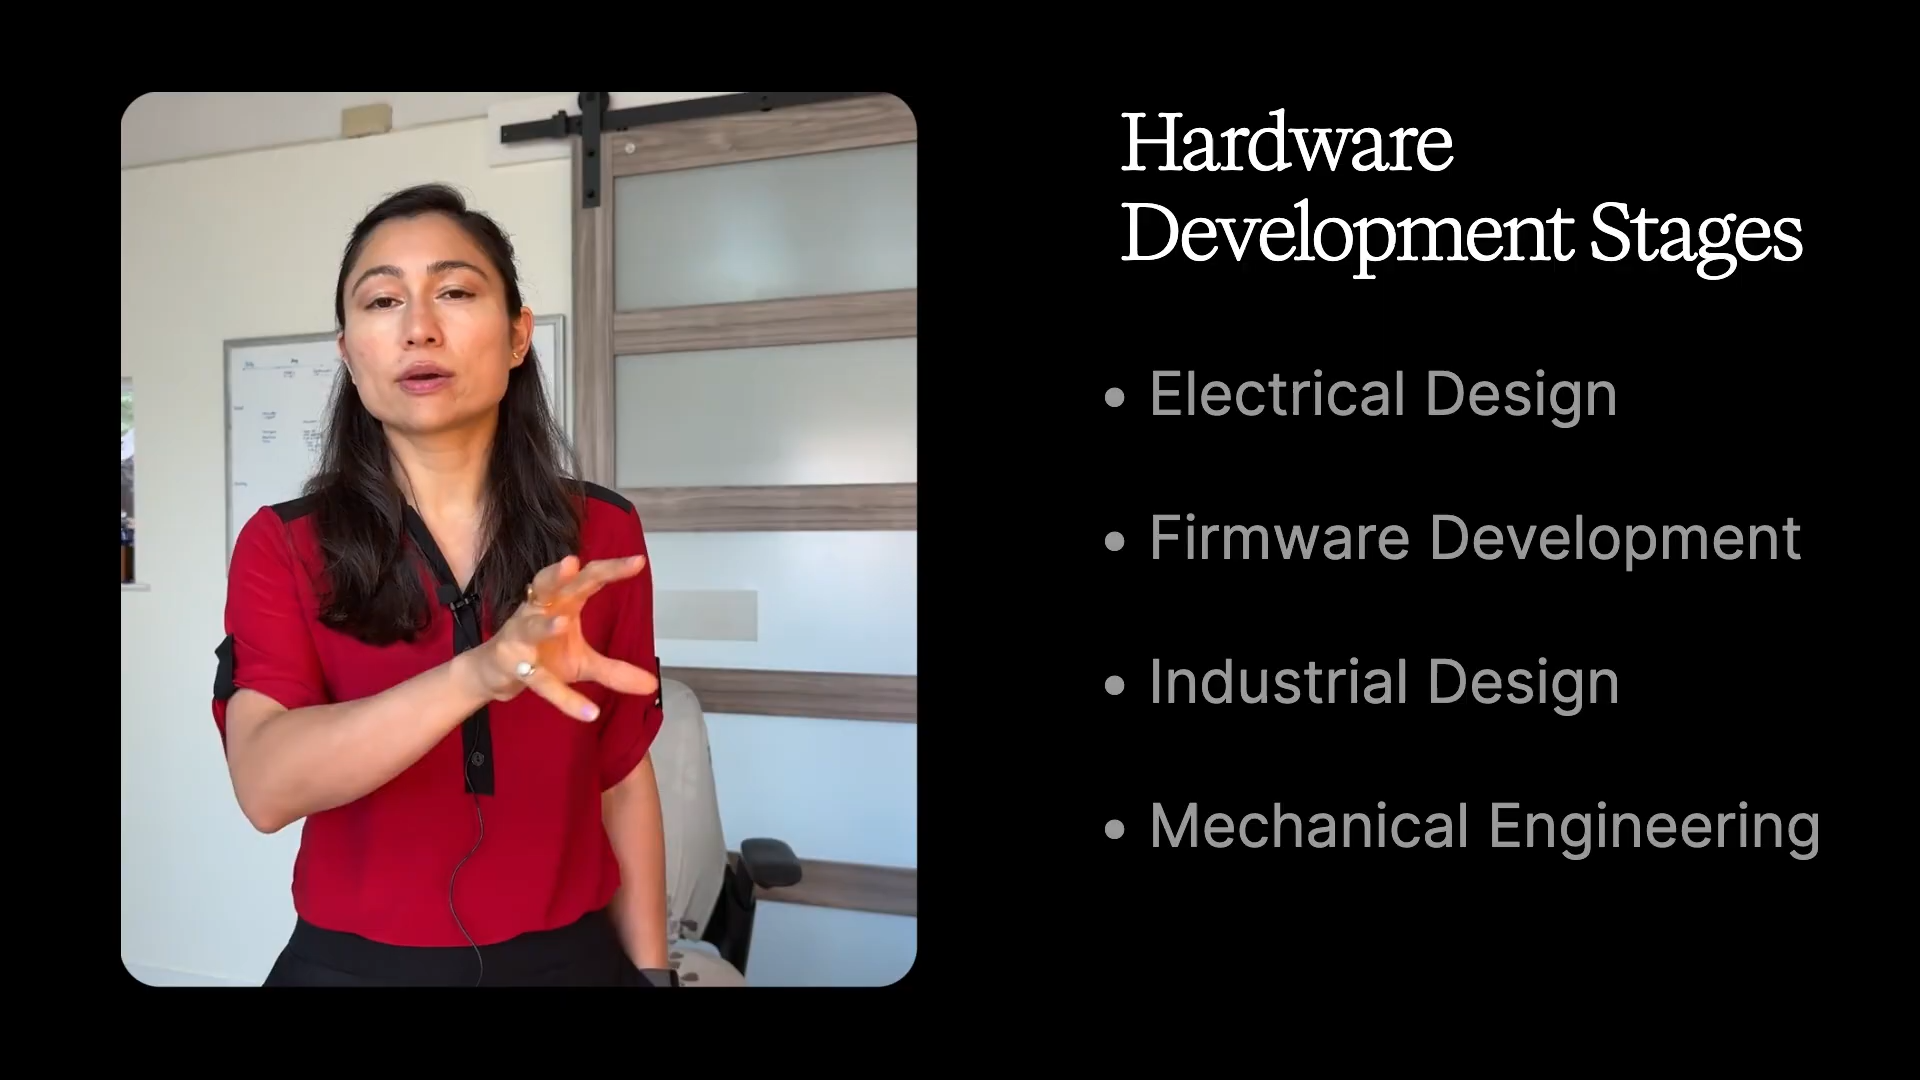 Hardware
Development Stages
• Electrical Design
• Firmware Development
• Industrial Design
• Mechanical Engineering